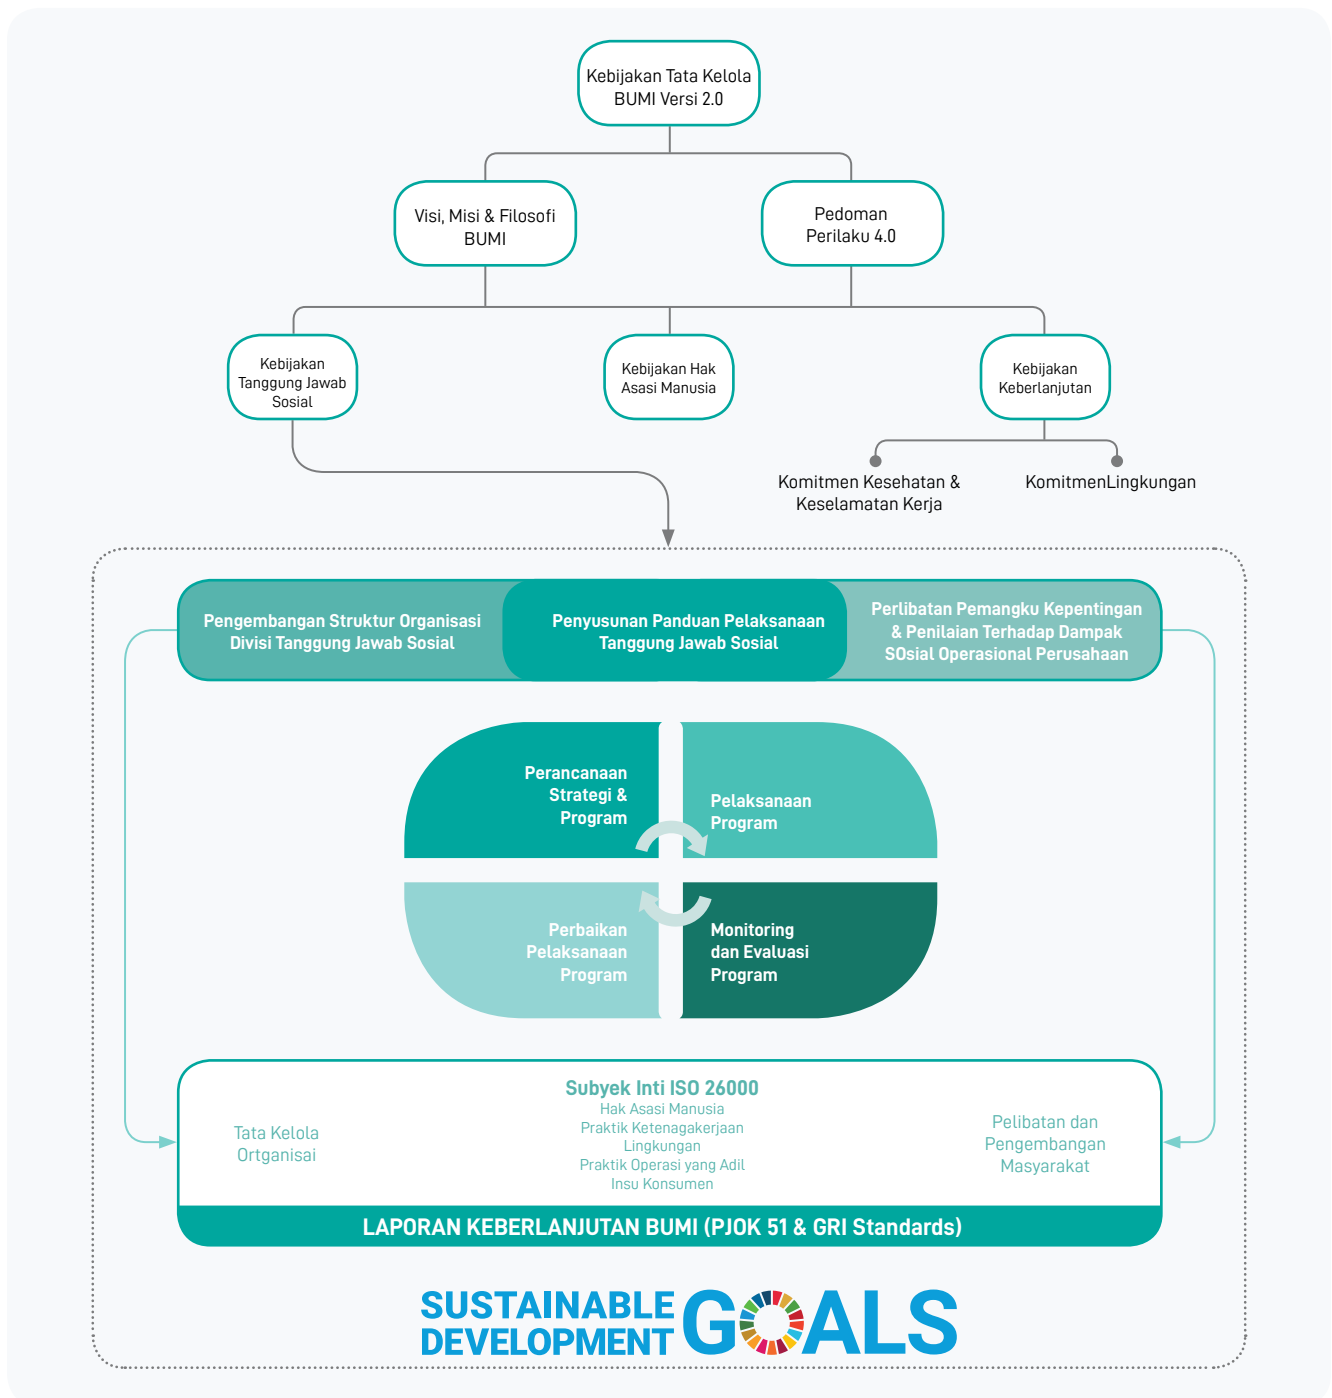 Kebijakan Tata Kelola
BUMI Versi 2.0
Visi, Misi & Filosofi
BUMI
Pedoman
Perilaku 4.0
Kebijakan
Tanggung Jawab
Sosial
Kebijakan Hak
Asasi Manusia
Kebijakan
Keberlanjutan
Komitmen Kesehatan &
Keselamatan Kerja
KomitmenLingkungan
Pengembangan Struktur Organisasi
Divisi Tanggung Jawab Sosial
Penyusunan Panduan Pelaksanaan
Tanggung Jawab Sosial
Perlibatan Pemangku Kepentingan
& Penilaian Terhadap Dampak
SOsial Operasional Perusahaan
Perancanaan
Strategi &
Program
Pelaksanaan
Program
Perbaikan
Pelaksanaan
Program
Monitoring
dan Evaluasi
Program
Tata Kelola
Ortganisai
Subyek Inti ISO 26000
Hak Asasi Manusia
Praktik Ketenagakerjaan
Lingkungan
Praktik Operasi yang Adil
Insu Konsumen
Pelibatan dan
Pengembangan
Masyarakat
LAPORAN KEBERLANJUTAN BUMI (PJOK 51 & GRI Standards)
SUSTAINABLE
DEVELOPMENT
GOALS